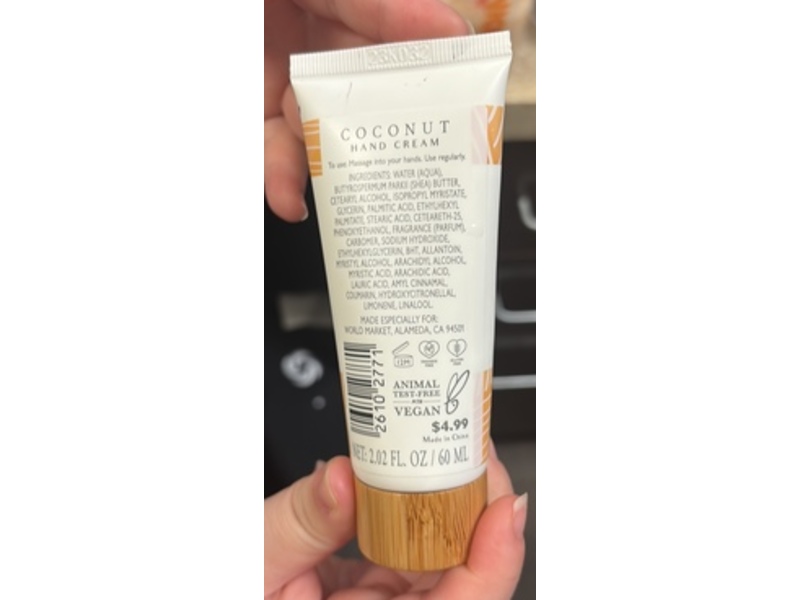 COCONUT
HAND CREAM
To use: Massage into your hands. Use regularly.
INGREDIENTS: WATER (AQUA),
BUTYROSPERMUM PARKII (SHEA) BUTTER,
CETEARYL ALCOHOL, ISOPROPYL MYRISTATE,
GLYCERIN, PALMITIC ACID, ETHYLHEXYL
PALMITATE, STEARIC ACID, CETEARETH-25,
PHENOXYETHANOL, FRAGRANCE (PARFUM),
CARBOMER, SODIUM HYDROXIDE,
ETHYLHEXYLGLYCERIN, BHT, ALLANTOIN,
MYRISTYL ALCOHOL, ARACHIDYL ALCOHOL,
MYRISTIC ACID, ARACHIDIC ACID,
LAURIC ACID, AMYL CINNAMAL,
COUMARIN, HYDROXYCITRONELLAL,
LIMONENE, LINALOOL.
MADE ESPECIALLY FOR:
WORLD MARKET, ALAMEDA, CA 94501
2610 2771
12M
ANIMAL
TEST-FREE
VEGAN
$4.99
Made in China
NET: 2.02 FL. OZ / 60 ML